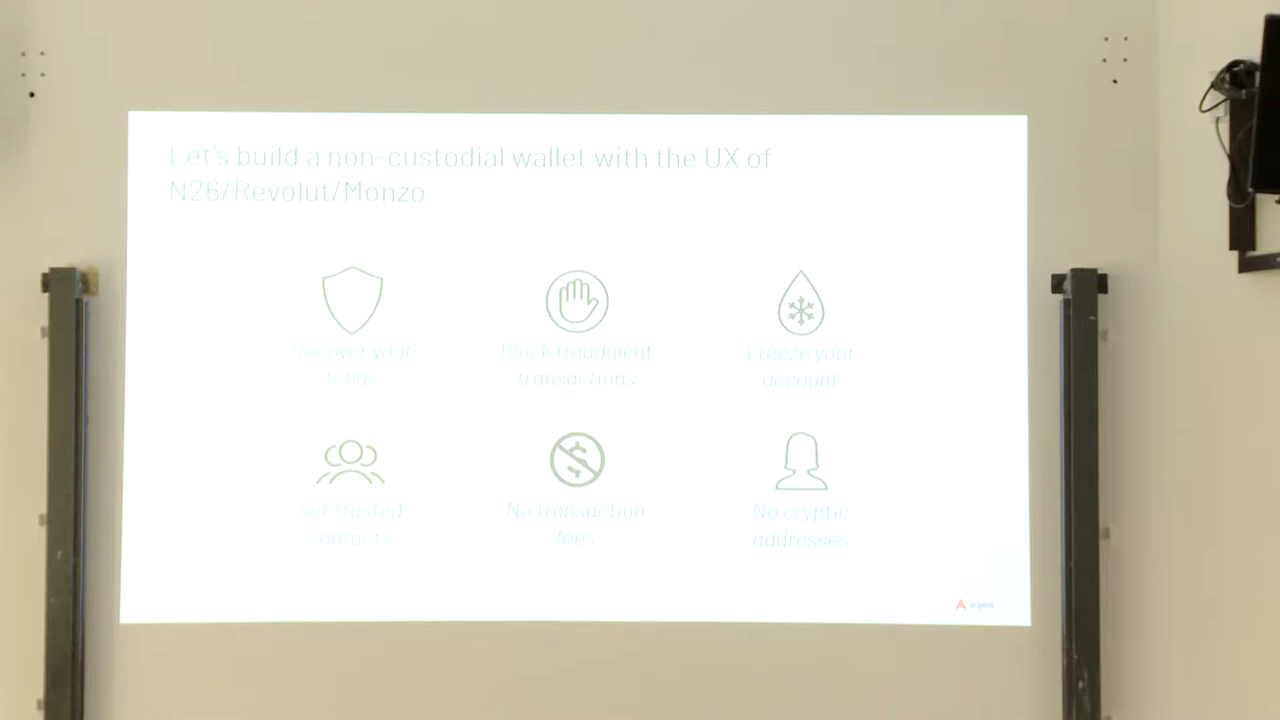 Let's build a non-custodial wallet with the UX of
N26/Revolut/Monzo
Recover your
funds
Block fraudulent
transactions
Freeze your
account
Set trusted
contacts
No transaction
fees
No cryptic
addresses
argent